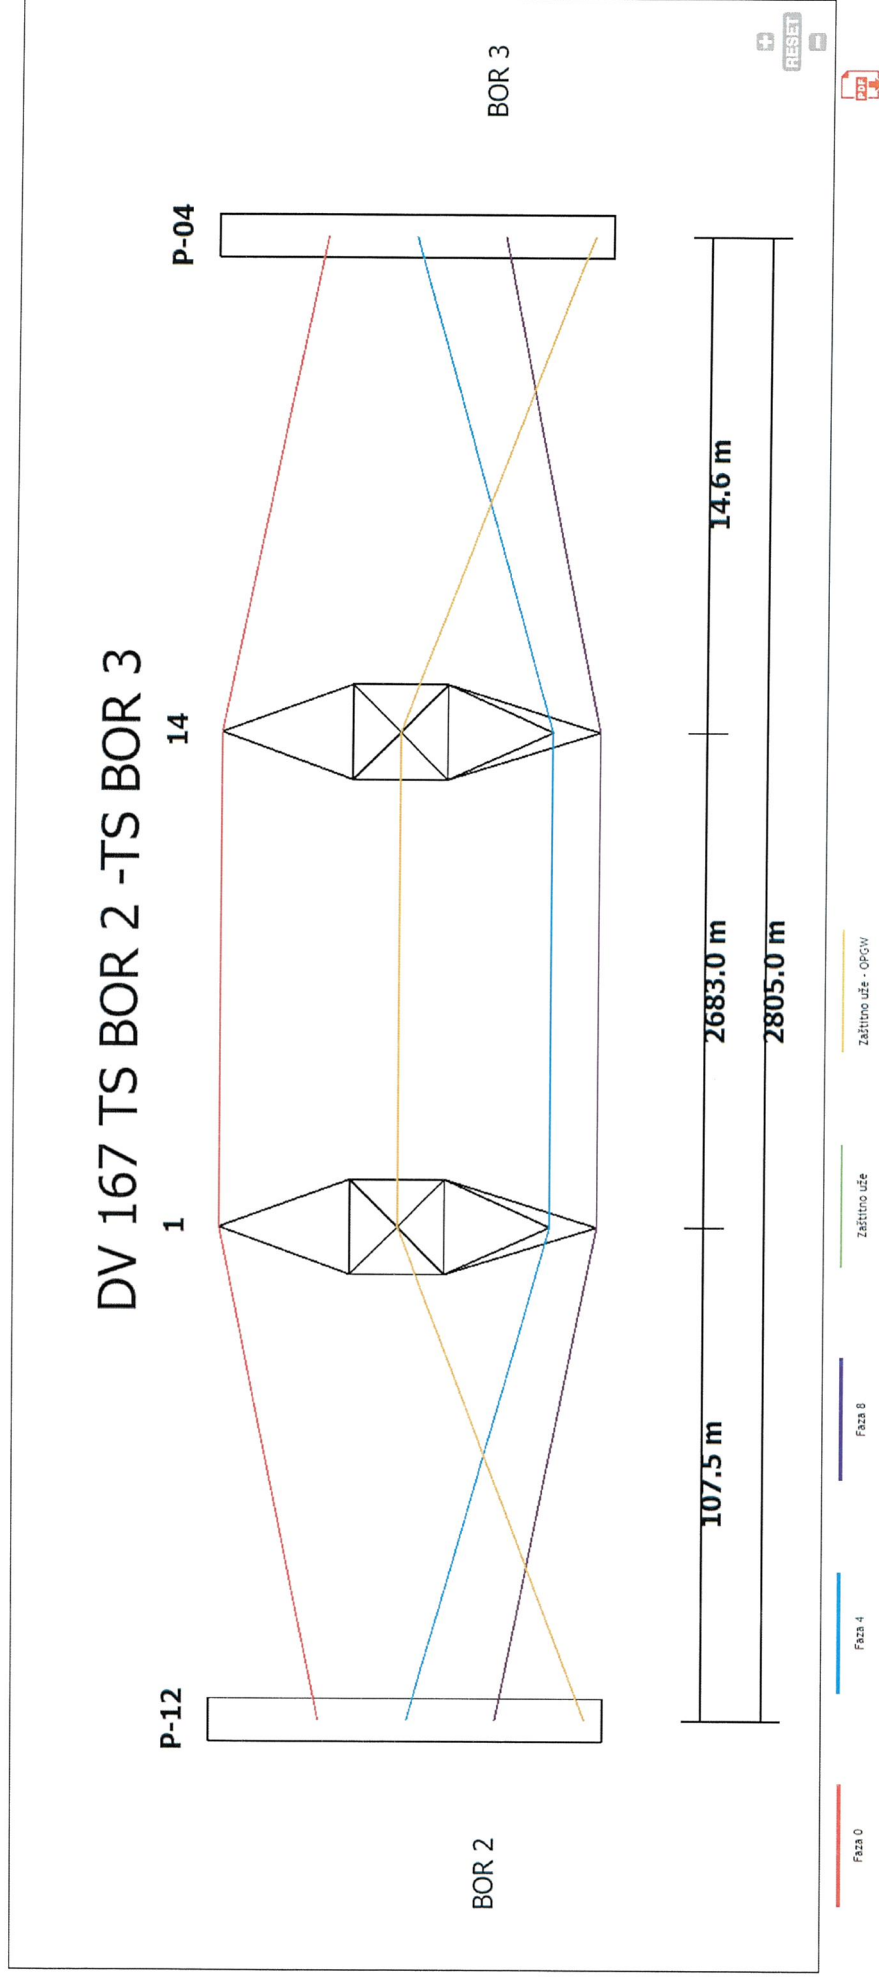 DV 167 TS BOR 2 -TS BOR 3
P-12
1
14
P-04
BOR 2
BOR 3
107.5 m
2683.0 m
14.6 m
2805.0 m
RESET
Faza 0
Faza 4
Faza 8
Zaštitno uže
Zaštitno uže - OPGW
PDF